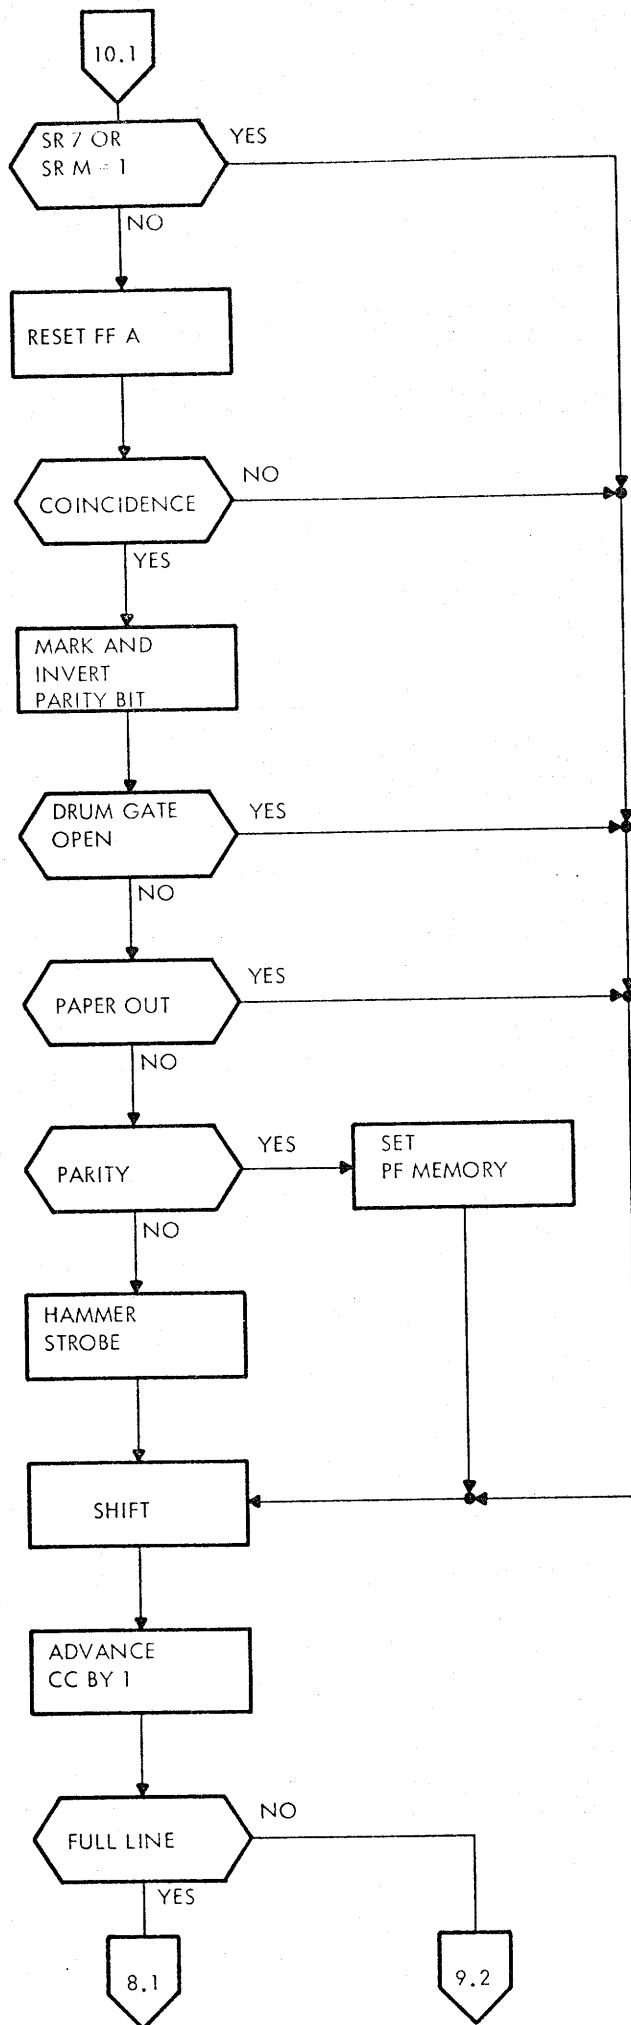 10.1
SR 7 OR
SR M = 1
YES
NO
RESET FF A
COINCIDENCE
NO
YES
MARK AND
INVERT
PARITY BIT
DRUM GATE
OPEN
YES
NO
PAPER OUT
YES
NO
PARITY
YES
SET
PF MEMORY
NO
HAMMER
STROBE
SHIFT
ADVANCE
CC BY 1
FULL LINE
NO
YES
8.1
9.2